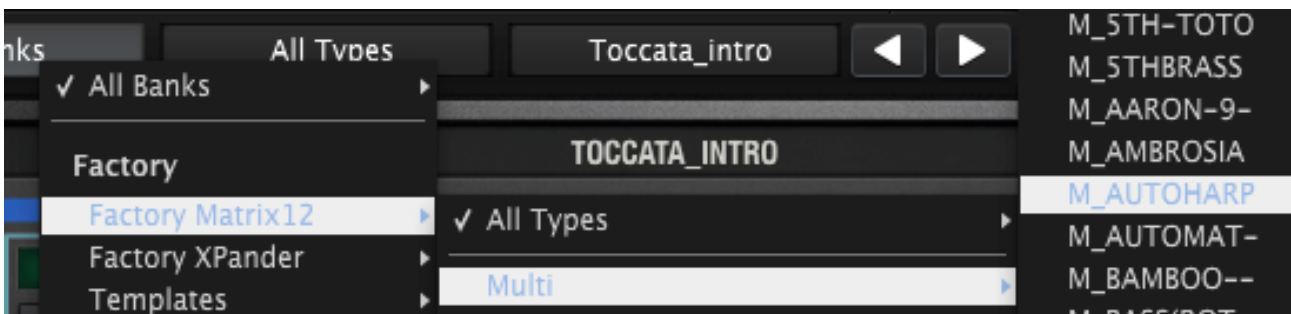 nks
All Types
Toccata_intro
✓ All Banks
Factory
Factory Matrix12
Factory XPander
Templates
TOCCATA_INTRO
✓ All Types
Multi
M_5TH-TOTO
M_5THBRASS
M_AARON-9-
M_AMBROSIA
M_AUTOHARP
M_AUTOMAT-
M_BAMBOO--